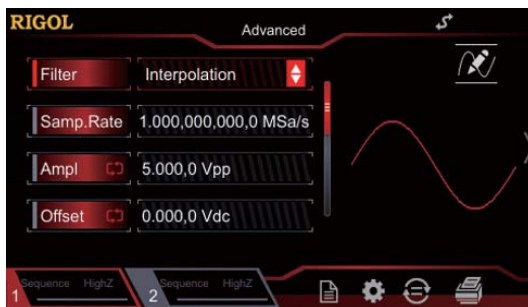 RIGOL
Advanced
Filter Interpolation
Samp.Rate 1.000,000,000,0 MSa/s
Ampl 5.000,0 Vpp
Offset 0.000,0 Vdc
1 Sequence HighZ 2 Sequence HighZ